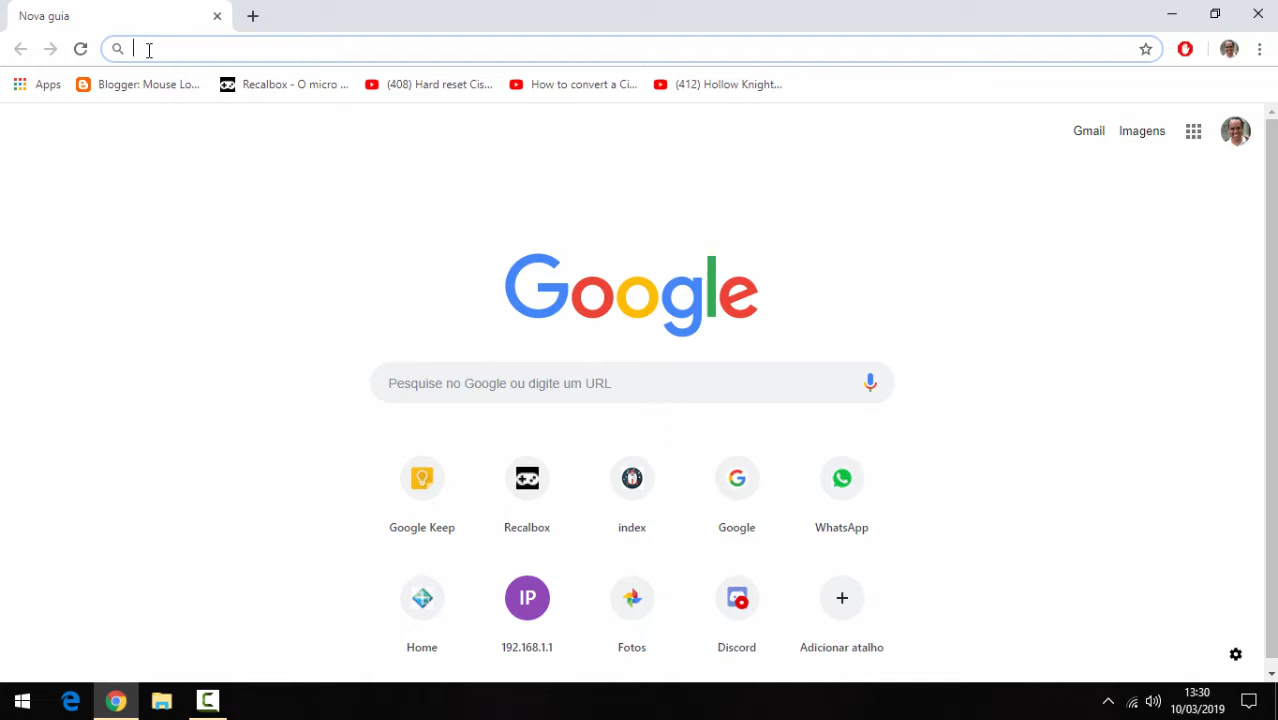 Nova guia
Apps Blogger: Mouse Lo... Recalbox - O micro ... (408) Hard reset Cis... How to convert a Ci... (412) Hollow Knight...
Gmail Imagens
Google
Pesquise no Google ou digite um URL
Google Keep Recalbox index Google WhatsApp
IP
Home 192.168.1.1 Fotos Discord Adicionar atalho
13:30
10/03/2019